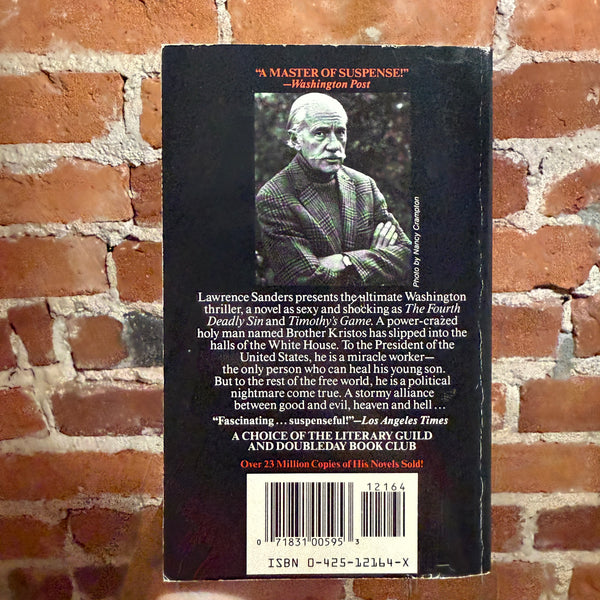 “A MASTER OF SUSPENSE!”
—Washington Post
Photo by Nancy Crampton
Lawrence Sanders presents the ultimate Washington
thriller, a novel as sexy and shocking as The Fourth
Deadly Sin and Timothy's Game. A power-crazed
holy man named Brother Kristos has slipped into the
halls of the White House. To the President of the
United States, he is a miracle worker—
the only person who can heal his young son.
But to the rest of the free world, he is a political
nightmare come true. A stormy alliance
between good and evil, heaven and hell . . .
“Fascinating . . . suspenseful!”—Los Angeles Times
A CHOICE OF THE LITERARY GUILD
AND DOUBLEDAY BOOK CLUB
Over 23 Million Copies of His Novels Sold!
12164
0 71831 00595 3
ISBN 0-425-12164-X